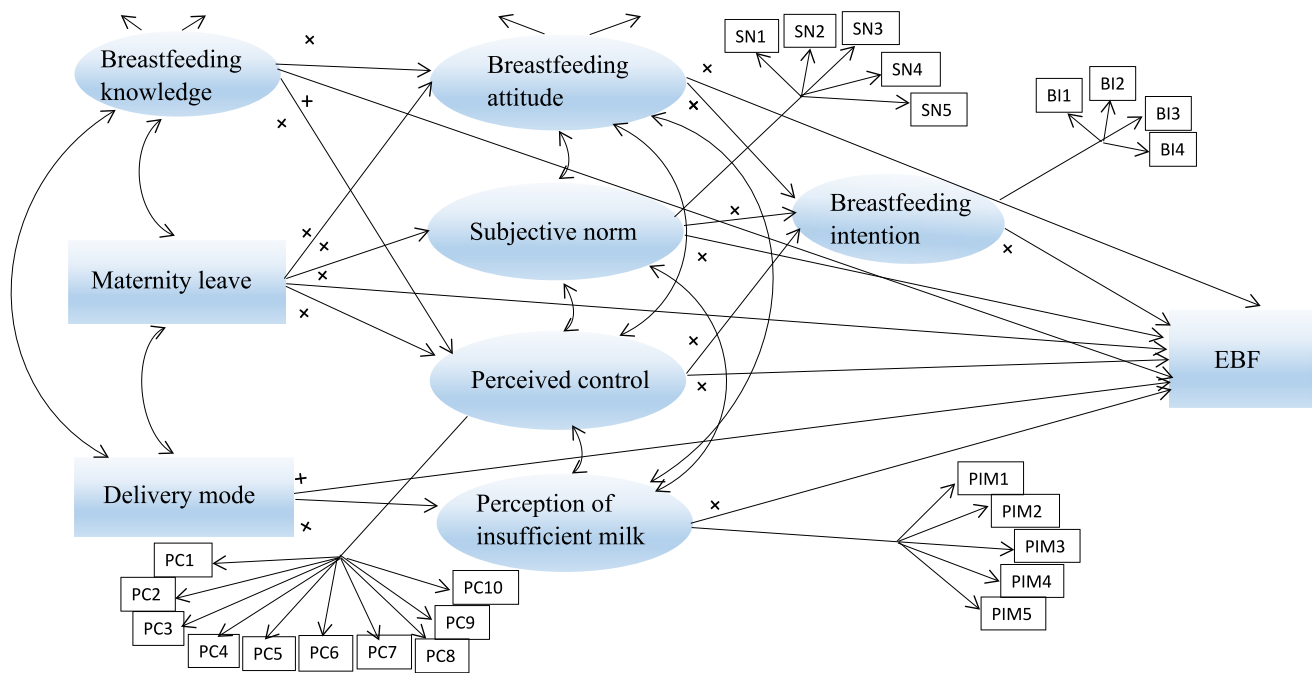 Breastfeeding
knowledge
Breastfeeding
attitude
SN1
SN2
SN3
SN4
SN5
BI1
BI2
BI3
BI4
×
+
×
×
×
Subjective norm
×
×
Breastfeeding
intention
×
Maternity leave
×
×
×
×
Perceived control
×
×
EBF
Delivery mode
+
×
Perception of
insufficient milk
×
PIM1
PIM2
PIM3
PIM4
PIM5
PC1
PC2
PC3
PC4
PC5
PC6
PC7
PC8
PC9
PC10